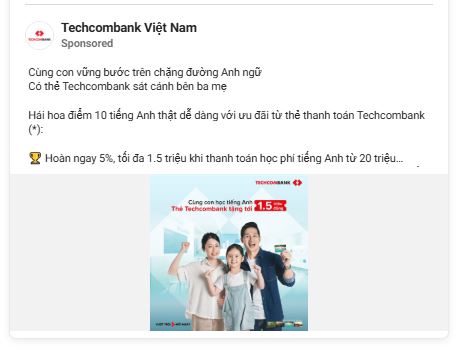 TECHCOMBANK
Techcombank Việt Nam
Sponsored
Cùng con vững bước trên chặng đường Anh ngữ
Có thẻ Techcombank sát cánh bên ba mẹ
Hái hoa điểm 10 tiếng Anh thật dễ dàng với ưu đãi từ thẻ thanh toán Techcombank
(*):
🏆 Hoàn ngay 5%, tối đa 1.5 triệu khi thanh toán học phí tiếng Anh từ 20 triệu...
TECHCOMBANK
Cùng con học tiếng Anh
Thẻ Techcombank tặng tới 1.5 triệu đồng